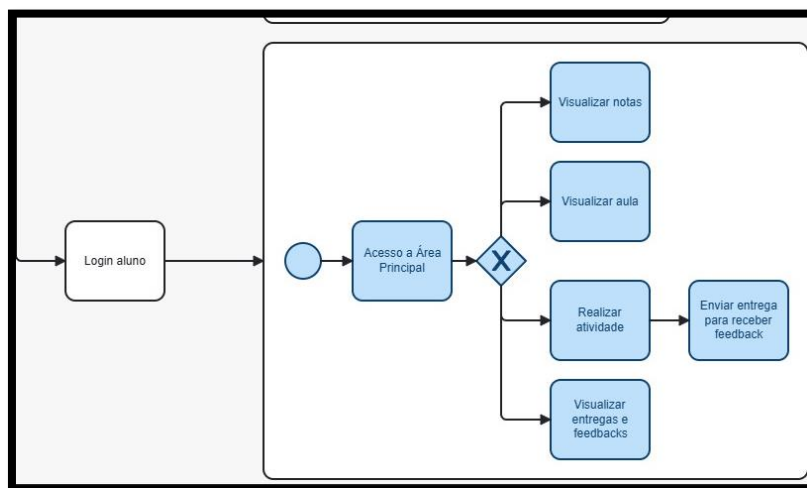 Visualizar notas
Visualizar aula
Login aluno
Acesso a Área
Principal
X
Realizar
atividade
Enviar entrega
para receber
feedback
Visualizar
entregas e
feedbacks